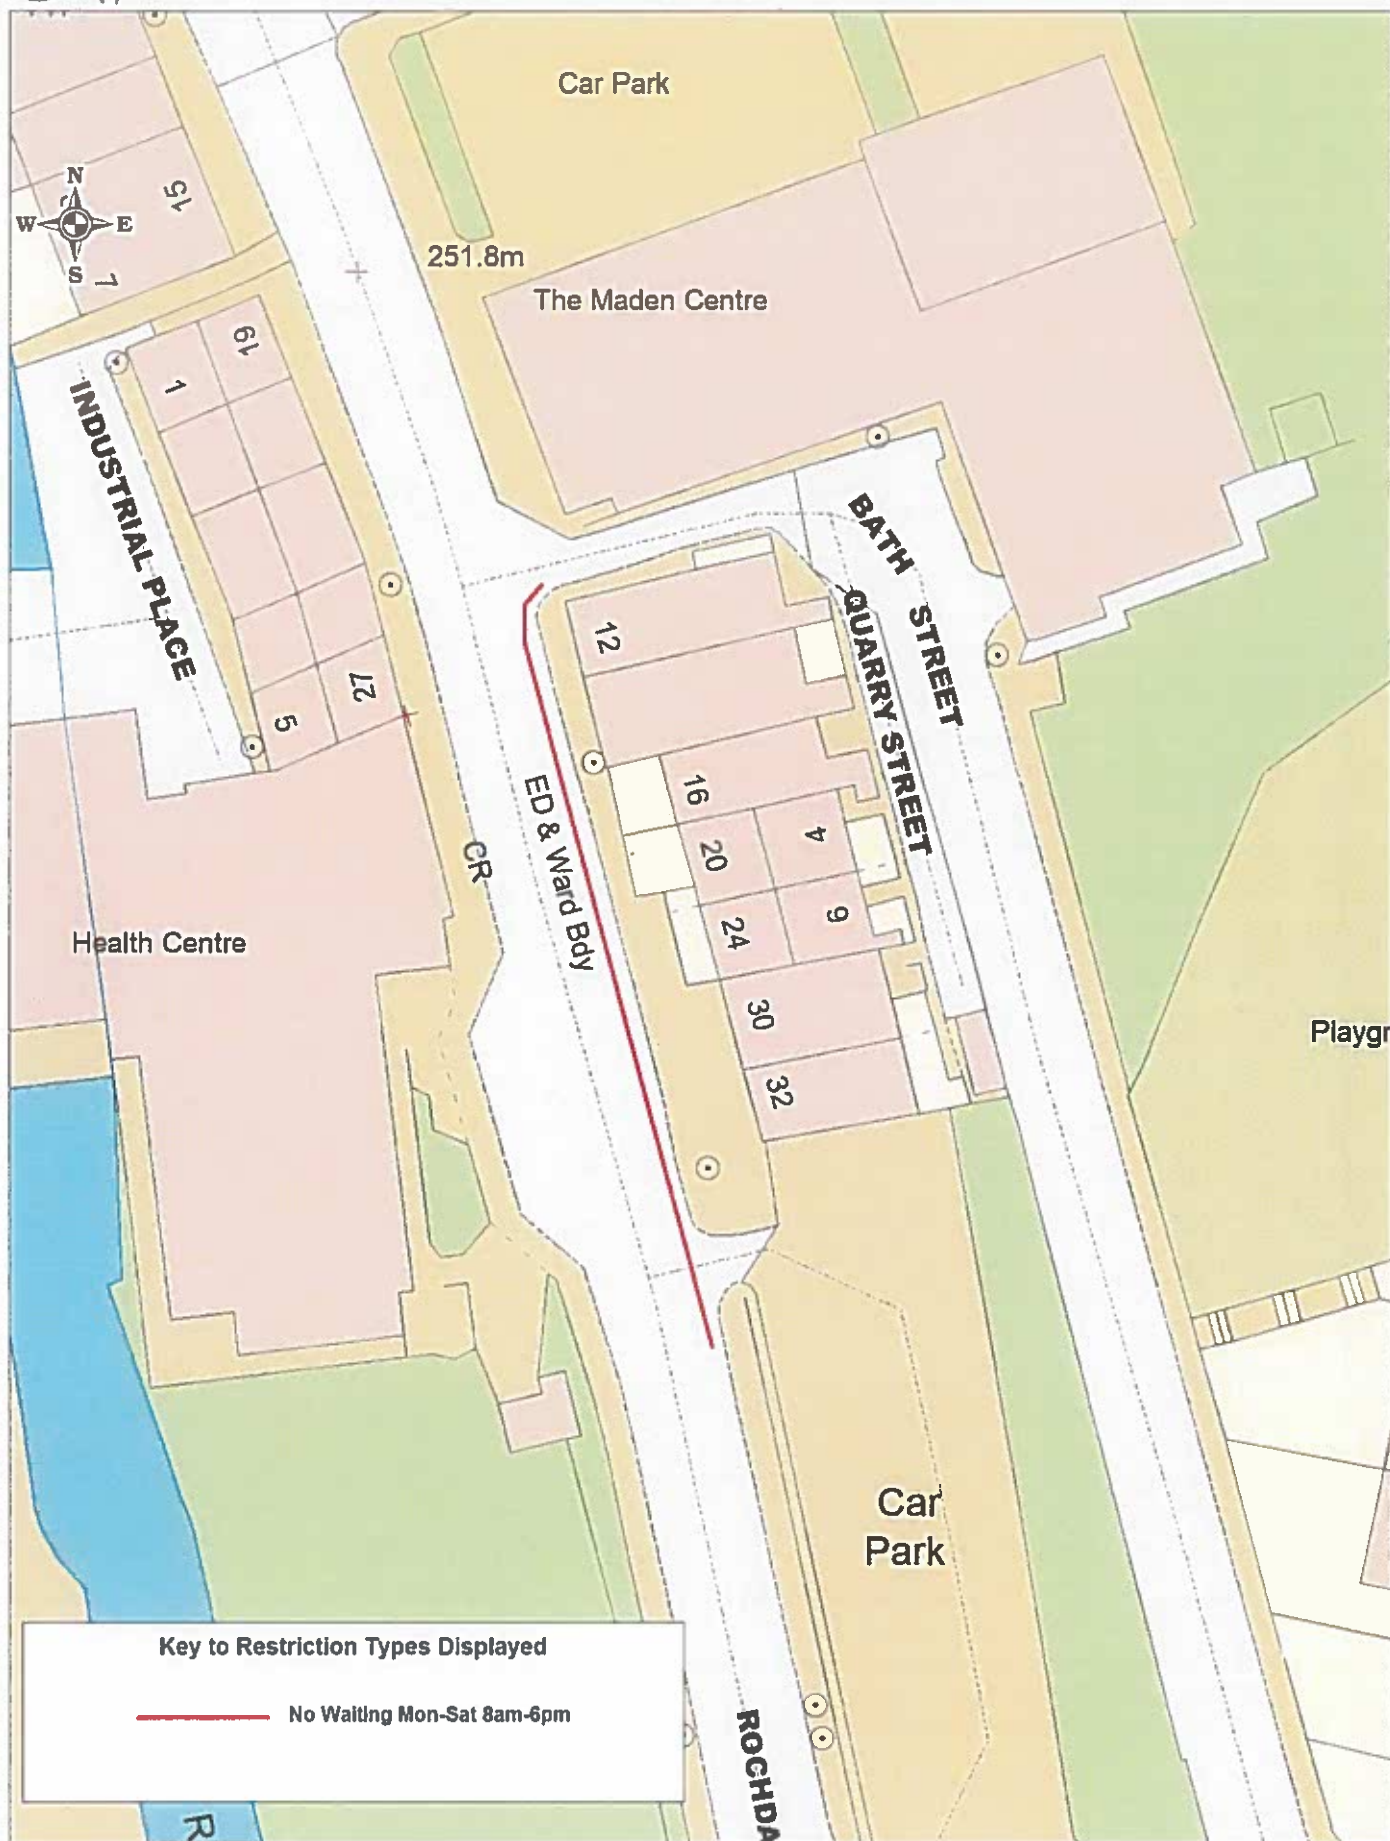 Car Park
N
W E
S
15
7
251.8m
The Maden Centre
19
1
INDUSTRIAL PLACE
BATH STREET
QUARRY STREET
12
27
5
ED & Ward Bdy
16
4
CR
20
Health Centre
24
9
30
Playgr
32
Car
Park
Key to Restriction Types Displayed
No Waiting Mon-Sat 8am-6pm
ROCHDA
R